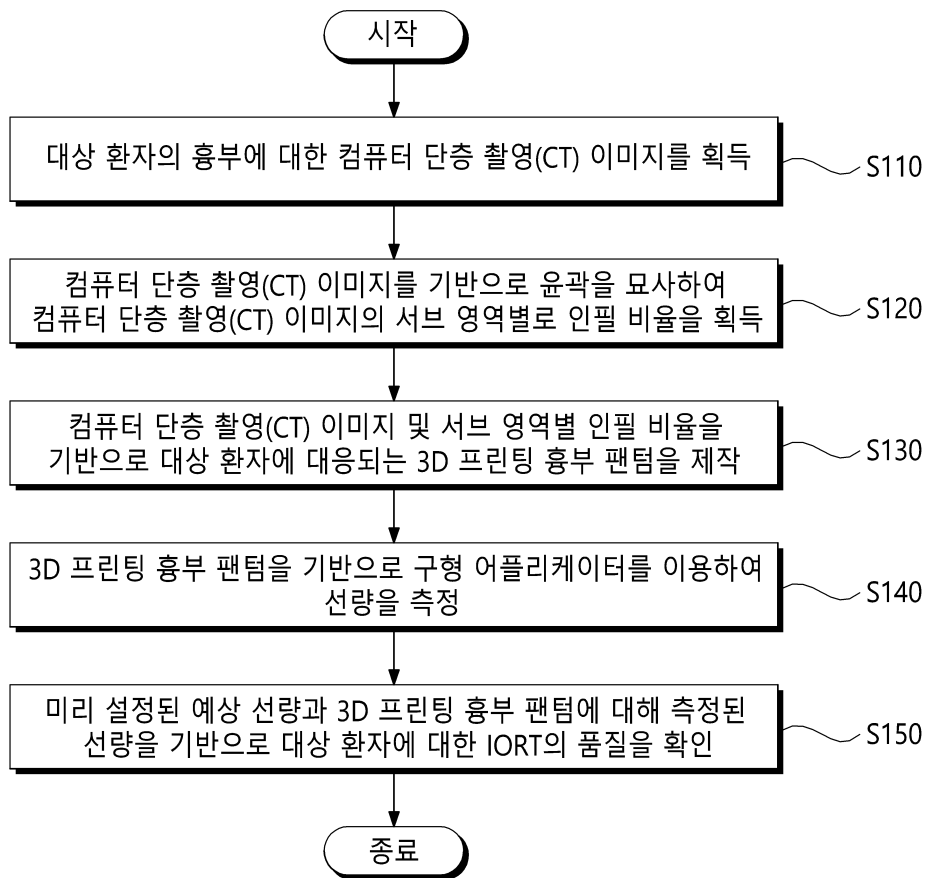 시작
대상 환자의 흉부에 대한 컴퓨터 단층 촬영(CT) 이미지를 획득
S110
컴퓨터 단층 촬영(CT) 이미지를 기반으로 윤곽을 묘사하여
컴퓨터 단층 촬영(CT) 이미지의 서브 영역별로 인필 비율을 획득
S120
컴퓨터 단층 촬영(CT) 이미지 및 서브 영역별 인필 비율을
기반으로 대상 환자에 대응되는 3D 프린팅 흉부 팬텀을 제작
S130
3D 프린팅 흉부 팬텀을 기반으로 구형 어플리케이터를 이용하여
선량을 측정
S140
미리 설정된 예상 선량과 3D 프린팅 흉부 팬텀에 대해 측정된
선량을 기반으로 대상 환자에 대한 IORT의 품질을 확인
S150
종료